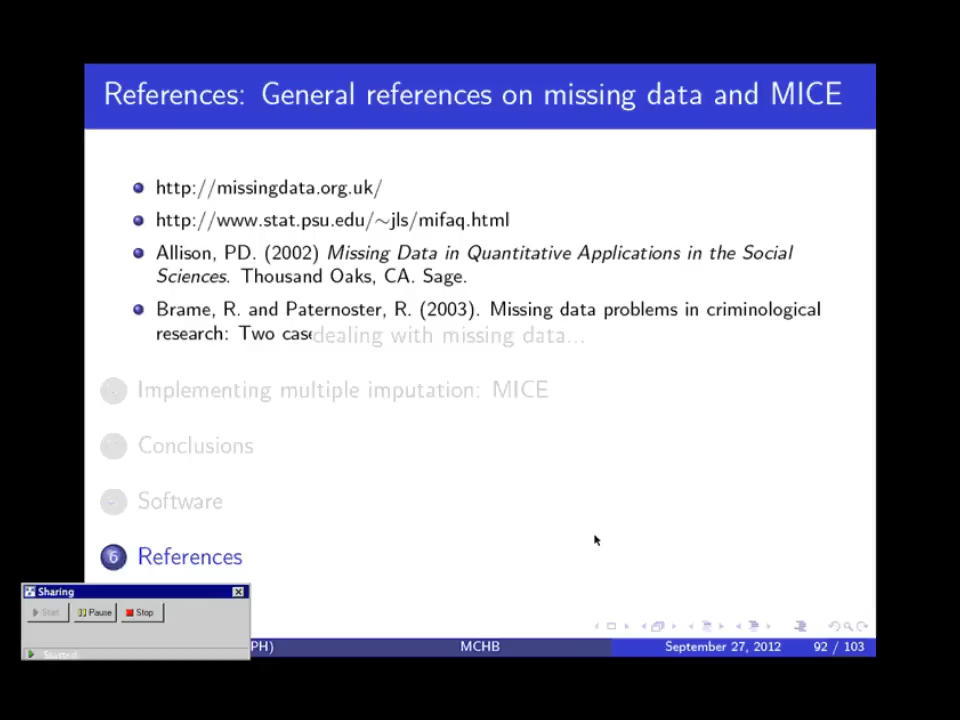 References: General references on missing data and MICE
http://missingdata.org.uk/
http://www.stat.psu.edu/~jls/mifaq.html
Allison, PD. (2002) Missing Data in Quantitative Applications in the Social
Sciences. Thousand Oaks, CA. Sage.
Brame, R. and Paternoster, R. (2003). Missing data problems in criminological
research: Two case
dealing with missing data...
Implementing multiple imputation: MICE
Conclusions
Software
6 References
Sharing
Start Pause Stop
Started
PH) MCHB September 27, 2012 92 / 103